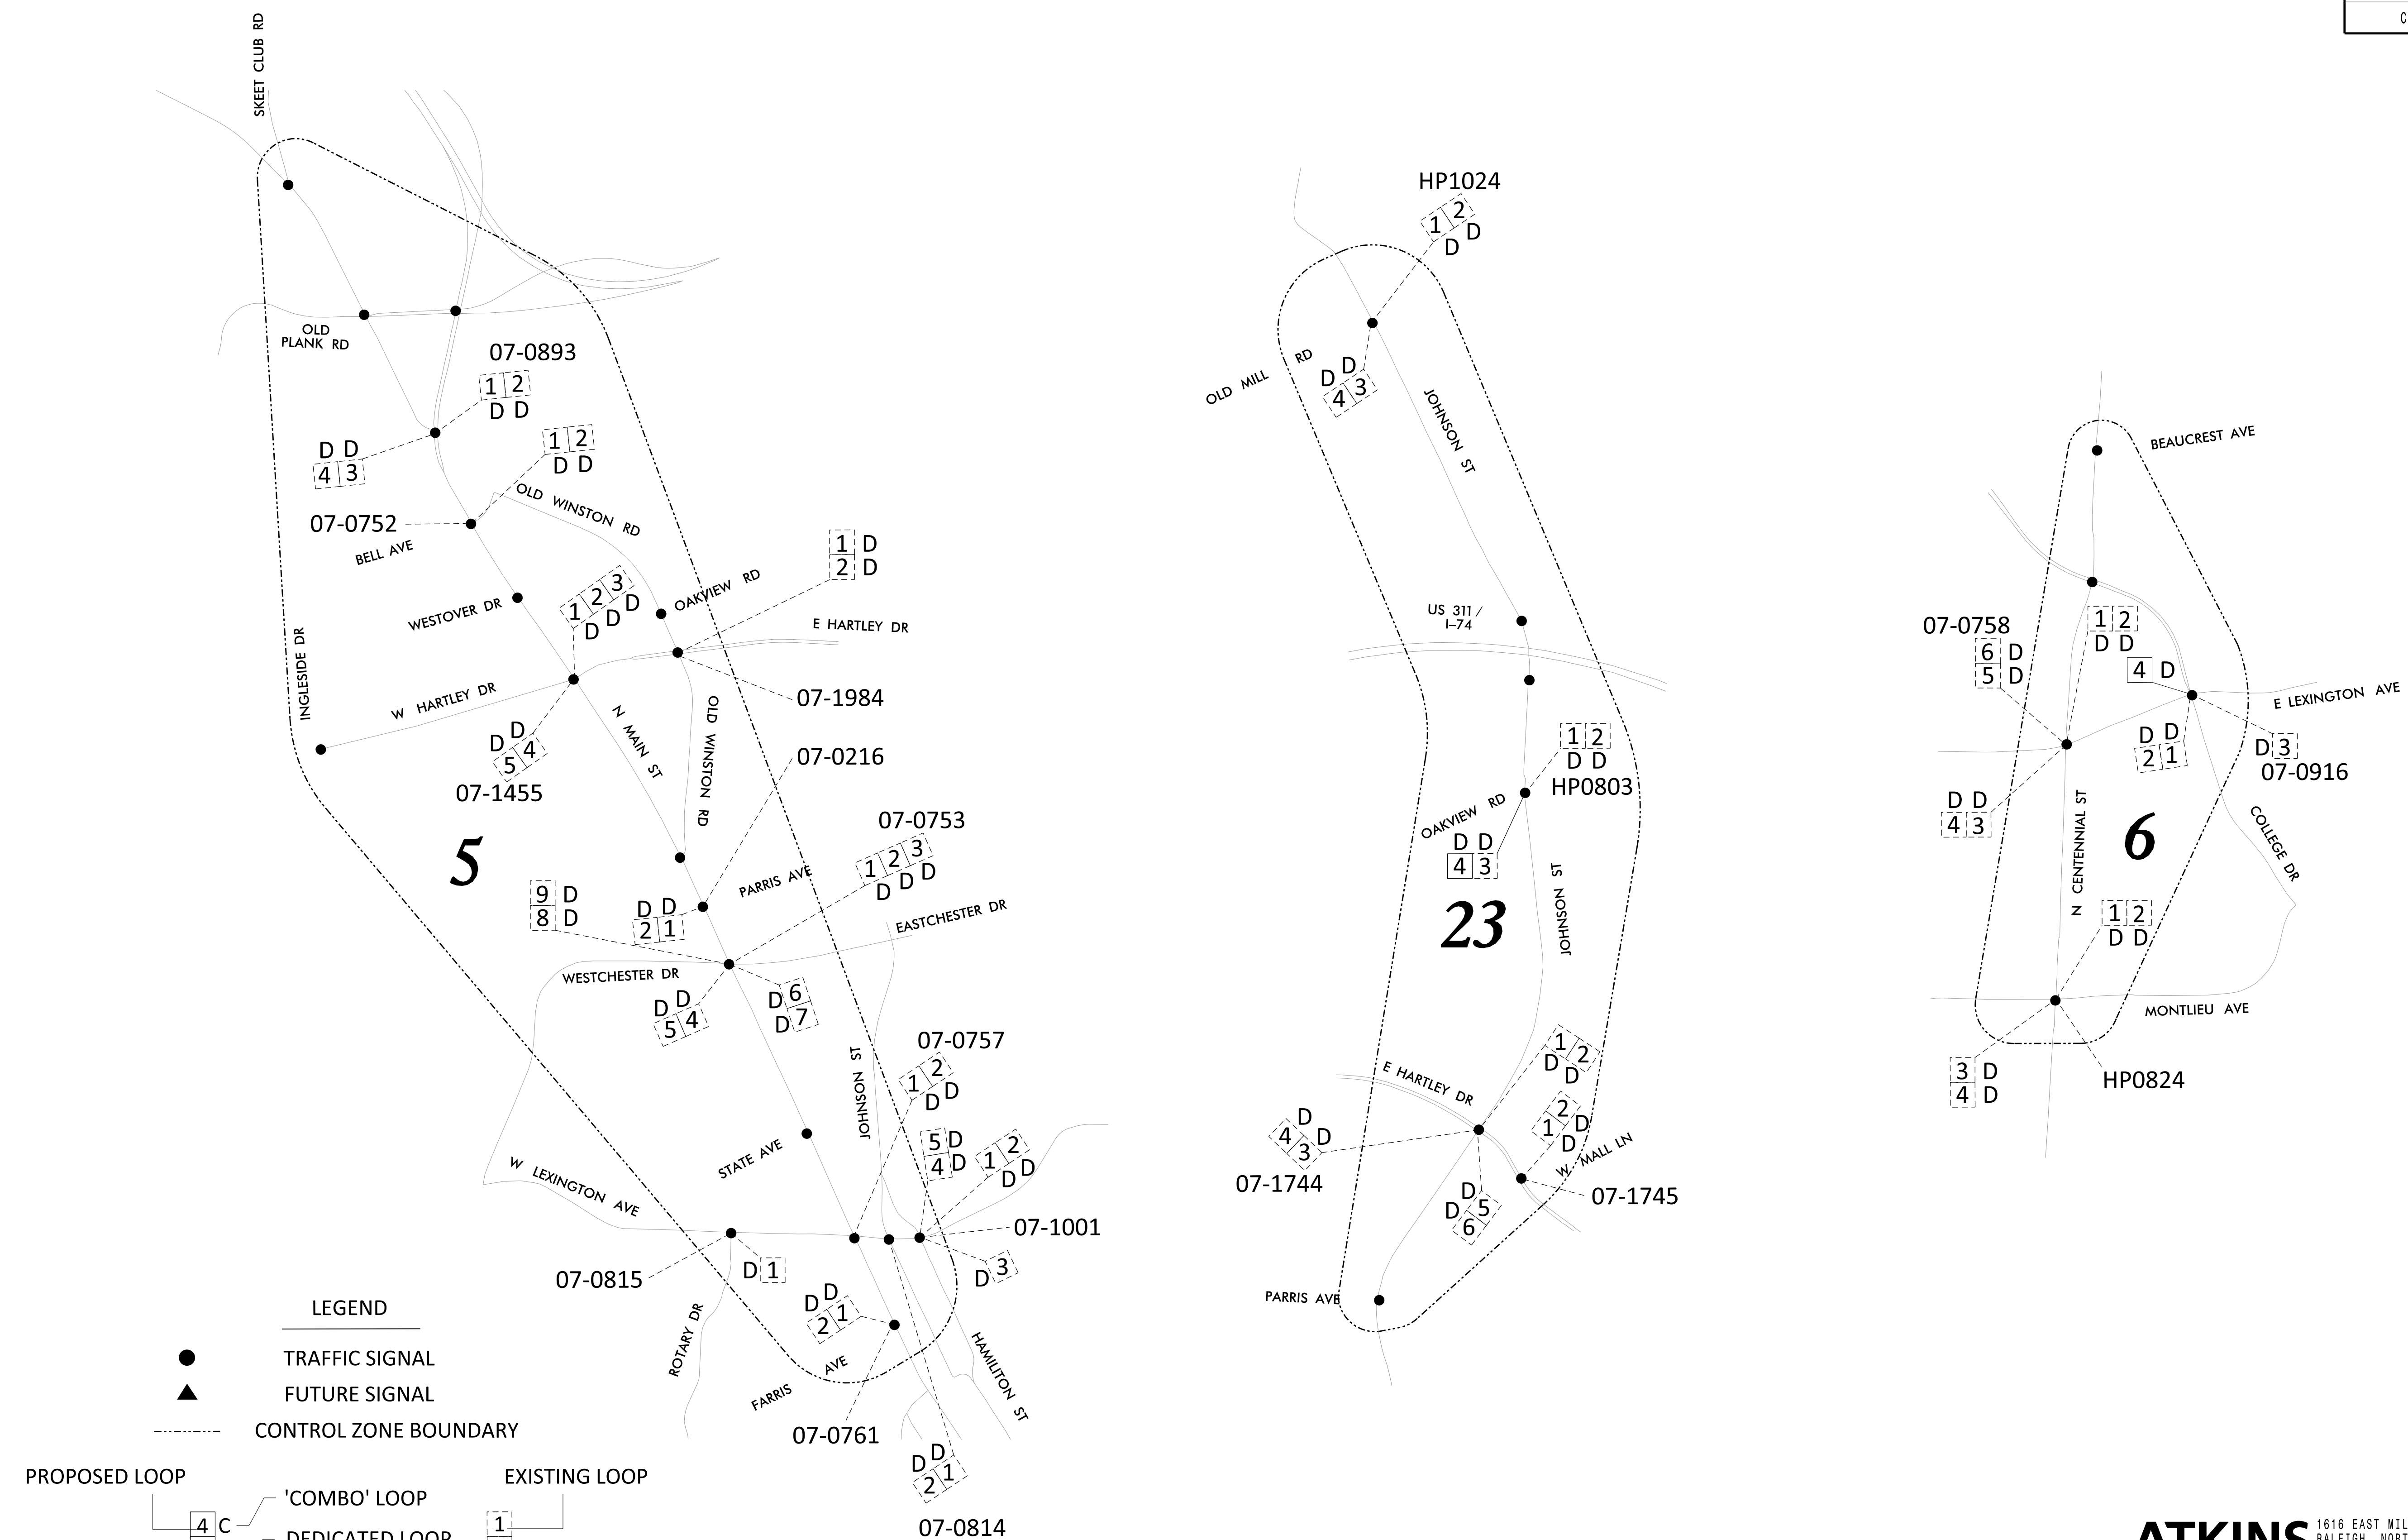 C
SKEET CLUB RD
OLD
PLANK RD
07-0893
1 2
D D
D D
4 3
1 2
D D
07-0752
BELL AVE
OLD WINSTON RD
WESTOVER DR
1 2 3
D D D
OAKVIEW RD
1 D
2 D
E HARTLEY DR
INGLESIDE DR
W HARTLEY DR
N MAIN ST
OLD WINSTON RD
07-1984
D D
5 4
07-1455
07-0216
5
07-0753
1 2 3
D D D
PARRIS AVE
9 D
8 D
D D
2 1
EASTCHESTER DR
WESTCHESTER DR
D D
5 4
D 6
D 7
JOHNSON ST
07-0757
1 2
D D
5 D
4 D
1 2
D D
STATE AVE
W LEXINGTON AVE
07-1001
D 3
07-0815
D 1
D D
2 1
ROTARY DR
FARRIS AVE
HAMILITON ST
07-0761
D D
2 1
07-0814
HP1024
1 2
D D
OLD MILL RD
D D
4 3
JOHNSON ST
US 311/
I-74
1 2
D D
HP0803
OAKVIEW RD
D D
4 3
23
JOHNSON ST
E HARTLEY DR
1 2
D D
2 D
1 D
W MALL LN
D
4 D
3
07-1744
D 5
D 6
07-1745
PARRIS AVE
BEAUCREST AVE
07-0758
6 D
5 D
1 2
D D
4 D
E LEXINGTON AVE
D D
2 1
D 3
07-0916
D D
4 3
N CENTENNIAL ST
6
COLLEGE DR
1 2
D D
MONTLIEU AVE
3 D
4 D
HP0824
LEGEND
TRAFFIC SIGNAL
FUTURE SIGNAL
CONTROL ZONE BOUNDARY
PROPOSED LOOP
EXISTING LOOP
'COMBO' LOOP
4 C
DEDICATED LOOP
1
ATKINS
1616 EAST MIL
RALEIGH, NORT